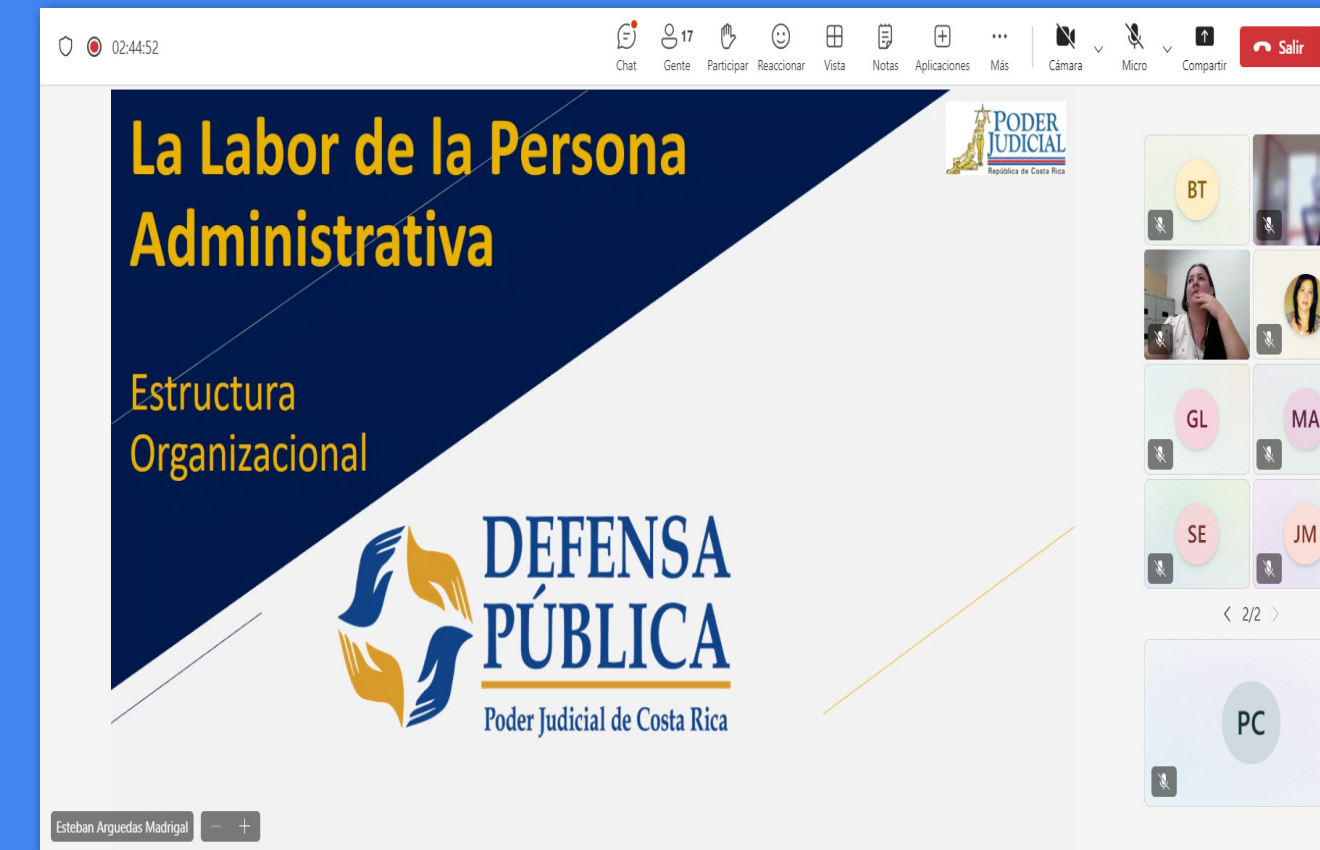 02:44:52
Chat
17
Gente
Participar
Reaccionar
Vista
Notas
Aplicaciones
Más
Cámara
Micro
Compartir
Salir
La Labor de la Persona
Administrativa
PODER
JUDICIAL
República de Costa Rica
Estructura
Organizacional
DEFENSA
PÚBLICA
Poder Judicial de Costa Rica
BT
GL
MA
SE
JM
2/2
PC
Esteban Arguedas Madrigal